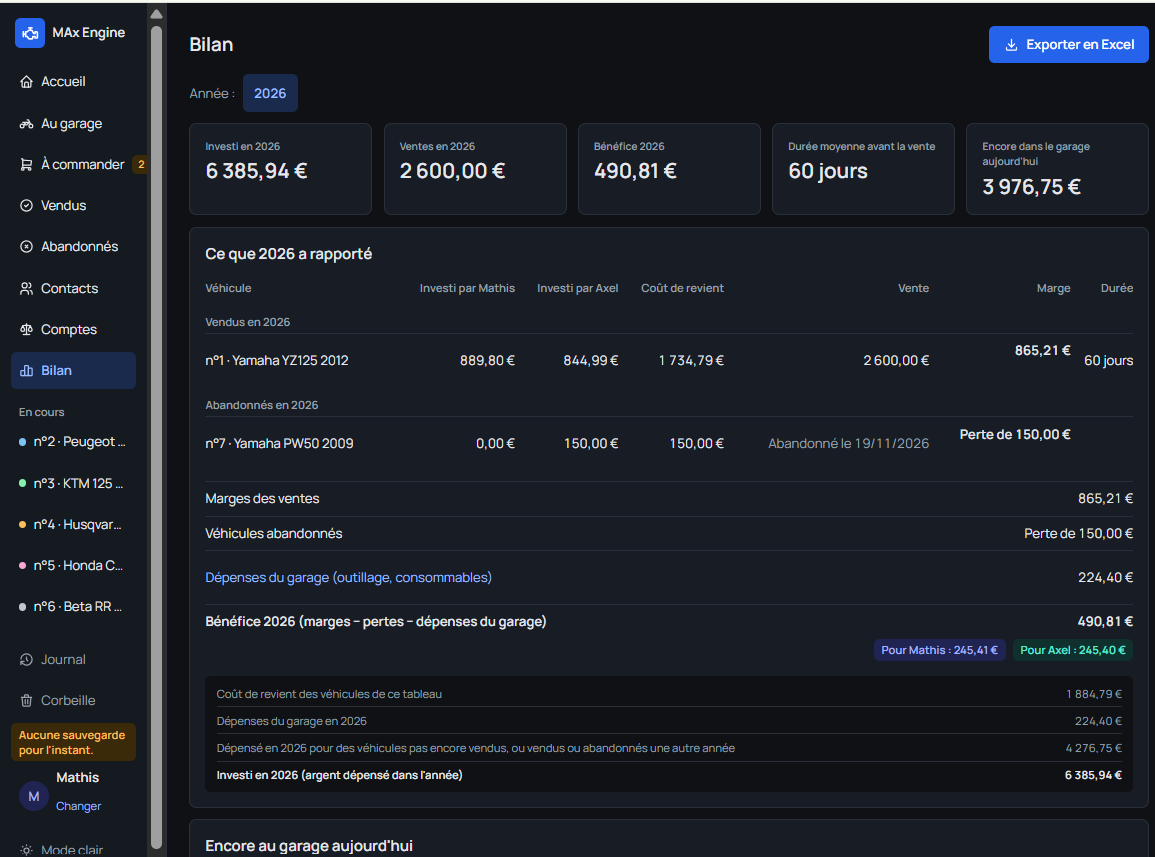 MAx Engine
Accueil
Au garage
À commander 2
Vendus
Abandonnés
Contacts
Comptes
Bilan
En cours
n°2 · Peugeot ...
n°3 · KTM 125 ...
n°4 · Husqvar...
n°5 · Honda C...
n°6 · Beta RR ...
Journal
Corbeille
Aucune sauvegarde
pour l'instant.
M
Mathis
Changer
Mode clair
Bilan
Exporter en Excel
Année : 2026
Investi en 2026
6 385,94 €
Ventes en 2026
2 600,00 €
Bénéfice 2026
490,81 €
Durée moyenne avant la vente
60 jours
Encore dans le garage
aujourd'hui
3 976,75 €
Ce que 2026 a rapporté
Véhicule Investi par Mathis Investi par Axel Coût de revient Vente Marge Durée
Vendus en 2026
n°1 · Yamaha YZ125 2012 889,80 € 844,99 € 1 734,79 € 2 600,00 € 865,21 € 60 jours
Abandonnés en 2026
n°7 · Yamaha PW50 2009 0,00 € 150,00 € 150,00 € Abandonné le 19/11/2026 Perte de 150,00 €
Marges des ventes 865,21 €
Véhicules abandonnés Perte de 150,00 €
Dépenses du garage (outillage, consommables) 224,40 €
Bénéfice 2026 (marges − pertes − dépenses du garage) 490,81 €
Pour Mathis : 245,41 € Pour Axel : 245,40 €
Coût de revient des véhicules de ce tableau 1 884,79 €
Dépenses du garage en 2026 224,40 €
Dépensé en 2026 pour des véhicules pas encore vendus, ou vendus ou abandonnés une autre année 4 276,75 €
Investi en 2026 (argent dépensé dans l'année) 6 385,94 €
Encore au garage aujourd'hui